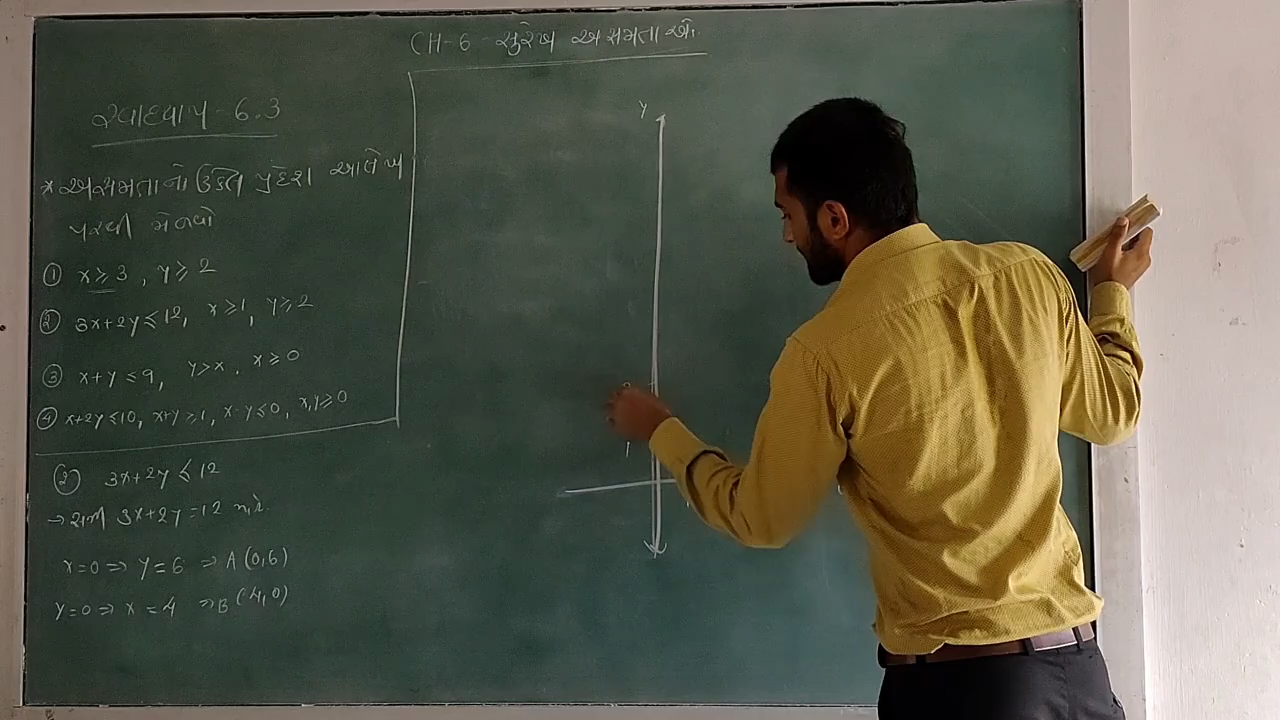 CH-6 સુરેખ અસમતાઓ.
સ્વાધ્યાય - 6.3
* અસમતાનો ઉકેલ પ્રદેશ આલેખ
પરથી મેળવો
① x ≥ 3 , y ≥ 2
② 3x+2y ≤ 12, x ≥ 1, y ≥ 2
③ x+y ≤ 9, y > x, x ≥ 0
④ x+2y ≤ 10, x+y ≥ 1, x-y ≤ 0, x,y ≥ 0
② 3x+2y ≤ 12
→ 3x+2y = 12
x=0 ⇒ y=6 ⇒ A (0,6)
y=0 ⇒ x = 4 ⇒ B (4,0)
y
1